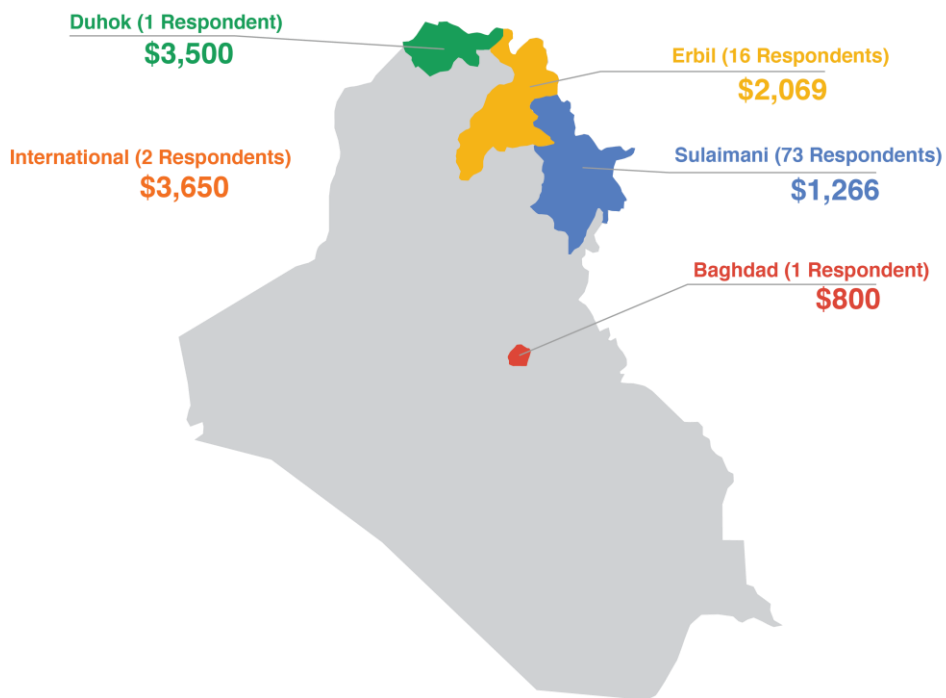 Duhok (1 Respondent)
$3,500
Erbil (16 Respondents)
$2,069
International (2 Respondents)
$3,650
Sulaimani (73 Respondents)
$1,266
Baghdad (1 Respondent)
$800